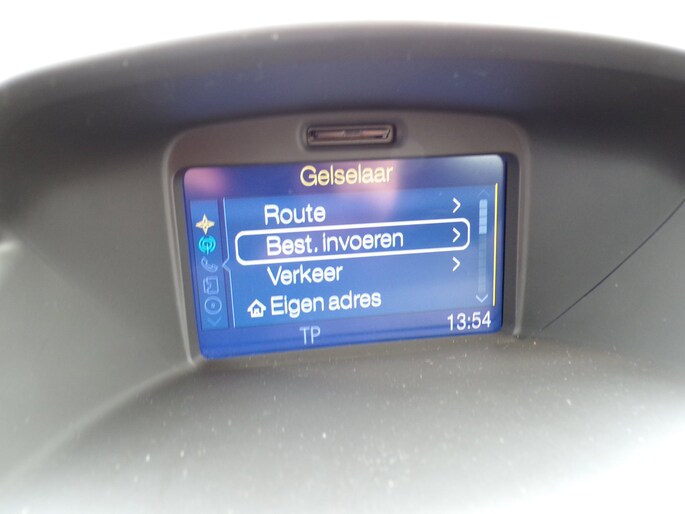 Gelselaar
Route
Best. invoeren
Verkeer
Eigen adres
TP
13:54